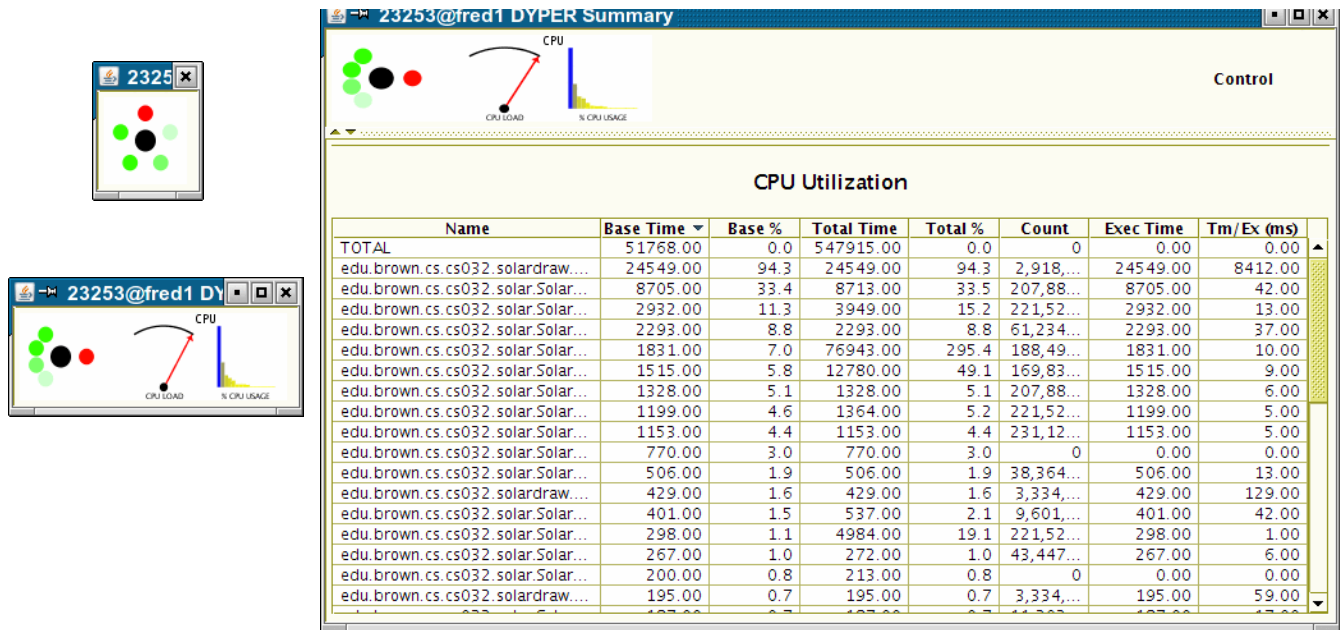 2325
23253@fred1 DY
CPU
CPU LOAD
% CPU USAGE
23253@fred1 DYPER Summary
CPU
CPU LOAD
% CPU USAGE
Control
CPU Utilization
Name Base Time Base % Total Time Total % Count Exec Time Tm/Ex (ms)
TOTAL 51768.00 0.0 547915.00 0.0 0 0.00 0.00
edu.brown.cs.cs032.solardraw.... 24549.00 94.3 24549.00 94.3 2,918,... 24549.00 8412.00
edu.brown.cs.cs032.solar.Solar... 8705.00 33.4 8713.00 33.5 207,88... 8705.00 42.00
edu.brown.cs.cs032.solar.Solar... 2932.00 11.3 3949.00 15.2 221,52... 2932.00 13.00
edu.brown.cs.cs032.solar.Solar... 2293.00 8.8 2293.00 8.8 61,234... 2293.00 37.00
edu.brown.cs.cs032.solar.Solar... 1831.00 7.0 76943.00 295.4 188,49... 1831.00 10.00
edu.brown.cs.cs032.solar.Solar... 1515.00 5.8 12780.00 49.1 169,83... 1515.00 9.00
edu.brown.cs.cs032.solar.Solar... 1328.00 5.1 1328.00 5.1 207,88... 1328.00 6.00
edu.brown.cs.cs032.solar.Solar... 1199.00 4.6 1364.00 5.2 221,52... 1199.00 5.00
edu.brown.cs.cs032.solar.Solar... 1153.00 4.4 1153.00 4.4 231,12... 1153.00 5.00
edu.brown.cs.cs032.solar.Solar... 770.00 3.0 770.00 3.0 0 0.00 0.00
edu.brown.cs.cs032.solar.Solar... 506.00 1.9 506.00 1.9 38,364... 506.00 13.00
edu.brown.cs.cs032.solardraw.... 429.00 1.6 429.00 1.6 3,334,... 429.00 129.00
edu.brown.cs.cs032.solar.Solar... 401.00 1.5 537.00 2.1 9,601,... 401.00 42.00
edu.brown.cs.cs032.solar.Solar... 298.00 1.1 4984.00 19.1 221,52... 298.00 1.00
edu.brown.cs.cs032.solar.Solar... 267.00 1.0 272.00 1.0 43,447... 267.00 6.00
edu.brown.cs.cs032.solar.Solar... 200.00 0.8 213.00 0.8 0 0.00 0.00
edu.brown.cs.cs032.solardraw.... 195.00 0.7 195.00 0.7 3,334,... 195.00 59.00